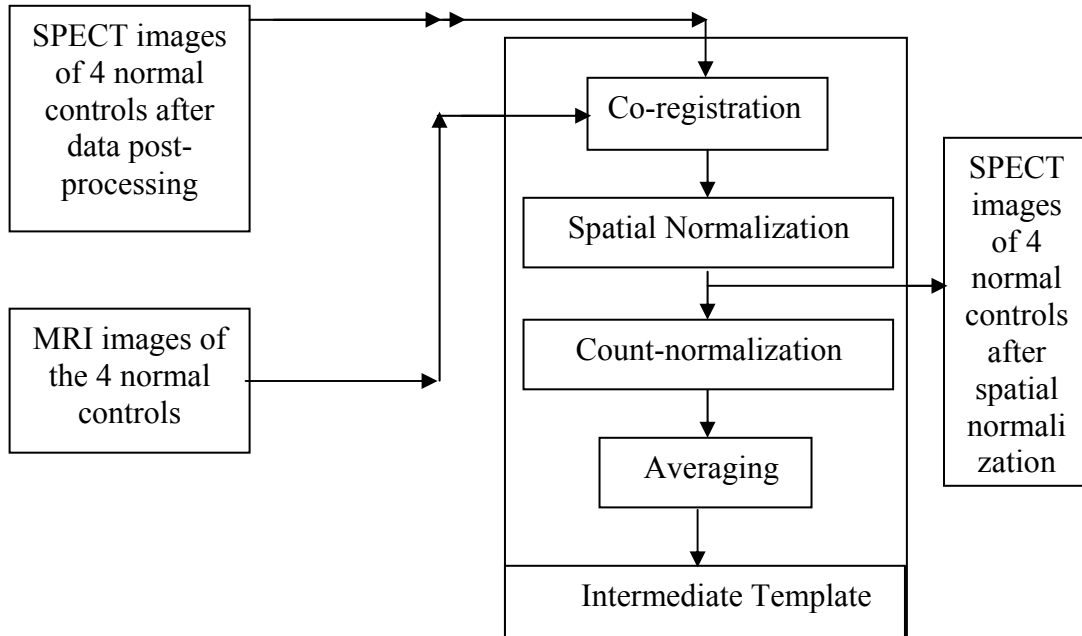 SPECT images
of 4 normal
controls after
data post-
processing
MRI images of
the 4 normal
controls
Co-registration
Spatial Normalization
Count-normalization
Averaging
Intermediate Template
SPECT
images
of 4
normal
controls
after
spatial
normali
zation